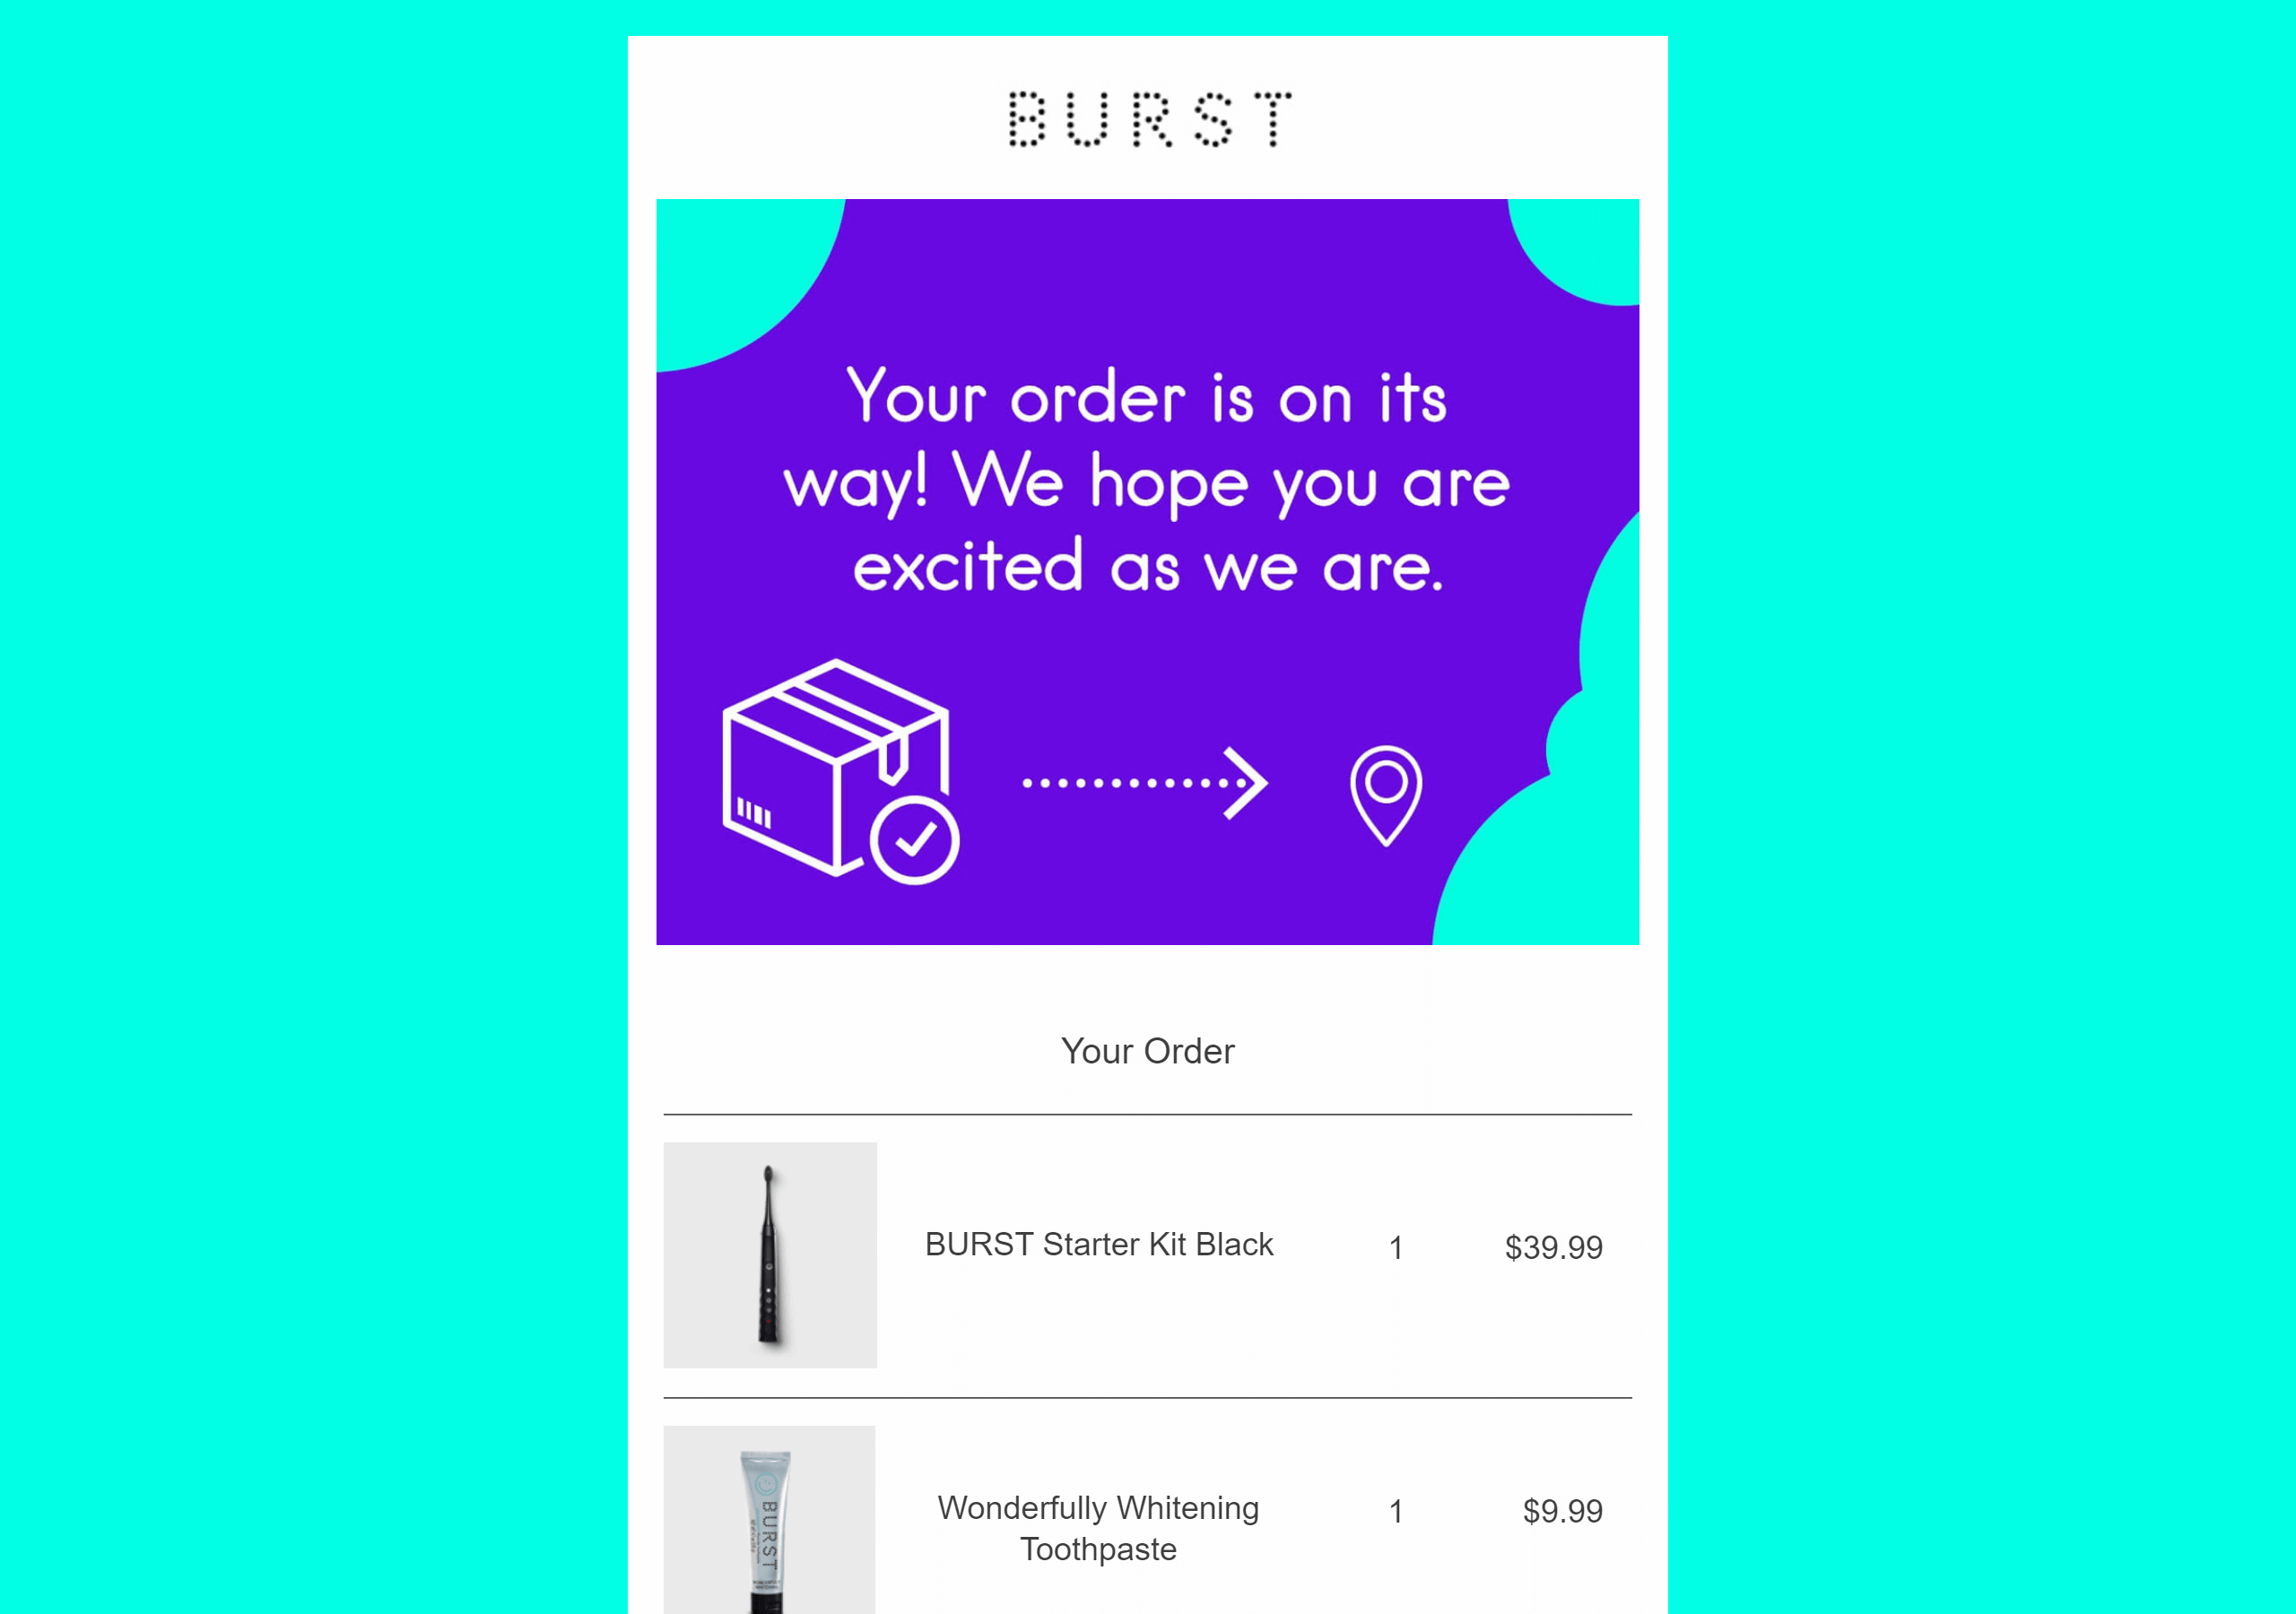 BURST
Your order is on its
way! We hope you are
excited as we are.
Your Order
BURST Starter Kit Black 1 $39.99
Wonderfully Whitening 1 $9.99
Toothpaste
BURST